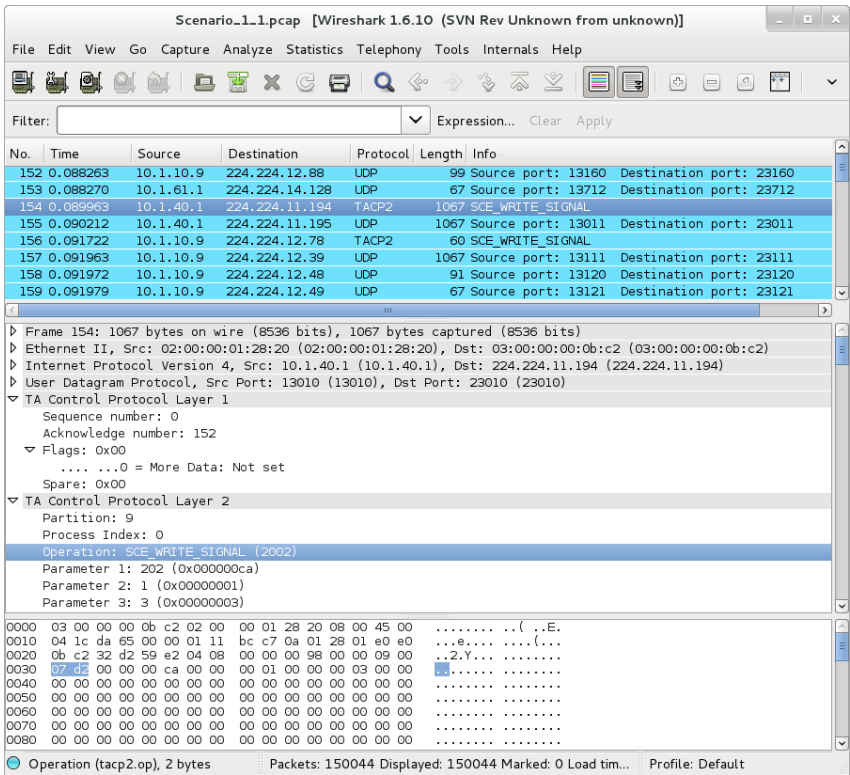 Scenario_1_1.pcap   [Wireshark 1.6.10  (SVN Rev Unknown from unknown)]
File  Edit  View  Go  Capture  Analyze  Statistics  Telephony  Tools  Internals  Help
Filter:  Expression...  Clear  Apply
No.  Time  Source  Destination  Protocol  Length  Info
152 0.088263  10.1.10.9  224.224.12.88  UDP  99 Source port: 13160  Destination port: 23160
153 0.088270  10.1.61.1  224.224.14.128  UDP  67 Source port: 13712  Destination port: 23712
154 0.089963  10.1.40.1  224.224.11.194  TACP2  1067 SCE_WRITE_SIGNAL
155 0.090212  10.1.40.1  224.224.11.195  UDP  1067 Source port: 13011  Destination port: 23011
156 0.091722  10.1.10.9  224.224.12.78  TACP2  60 SCE_WRITE_SIGNAL
157 0.091963  10.1.10.9  224.224.12.39  UDP  1067 Source port: 13111  Destination port: 23111
158 0.091972  10.1.10.9  224.224.12.48  UDP  91 Source port: 13120  Destination port: 23120
159 0.091979  10.1.10.9  224.224.12.49  UDP  67 Source port: 13121  Destination port: 23121
Frame 154: 1067 bytes on wire (8536 bits), 1067 bytes captured (8536 bits)
Ethernet II, Src: 02:00:00:01:28:20 (02:00:00:01:28:20), Dst: 03:00:00:00:0b:c2 (03:00:00:00:0b:c2)
Internet Protocol Version 4, Src: 10.1.40.1 (10.1.40.1), Dst: 224.224.11.194 (224.224.11.194)
User Datagram Protocol, Src Port: 13010 (13010), Dst Port: 23010 (23010)
TA Control Protocol Layer 1
Sequence number: 0
Acknowledge number: 152
Flags: 0x00
.... ...0 = More Data: Not set
Spare: 0x00
TA Control Protocol Layer 2
Partition: 9
Process Index: 0
Operation: SCE_WRITE_SIGNAL (2002)
Parameter 1: 202 (0x000000ca)
Parameter 2: 1 (0x00000001)
Parameter 3: 3 (0x00000003)
0000  03 00 00 00 0b c2 02 00  00 01 28 20 08 00 45 00  ........ ..( ..E.
0010  04 1c da 65 00 00 01 11  bc c7 0a 01 28 01 e0 e0  ...e.... ....(...
0020  0b c2 32 d2 59 e2 04 08  00 00 00 98 00 00 09 00  ..2.Y... ........
0030  07 d2 00 00 00 ca 00 00  00 01 00 00 00 03 00 00  ........ ........
0040  00 00 00 00 00 00 00 00  00 00 00 00 00 00 00 00  ........ ........
0050  00 00 00 00 00 00 00 00  00 00 00 00 00 00 00 00  ........ ........
0060  00 00 00 00 00 00 00 00  00 00 00 00 00 00 00 00  ........ ........
0070  00 00 00 00 00 00 00 00  00 00 00 00 00 00 00 00  ........ ........
0080  00 00 00 00 00 00 00 00  00 00 00 00 00 00 00 00  ........ ........
Operation (tacp2.op), 2 bytes  Packets: 150044 Displayed: 150044 Marked: 0 Load tim...  Profile: Default